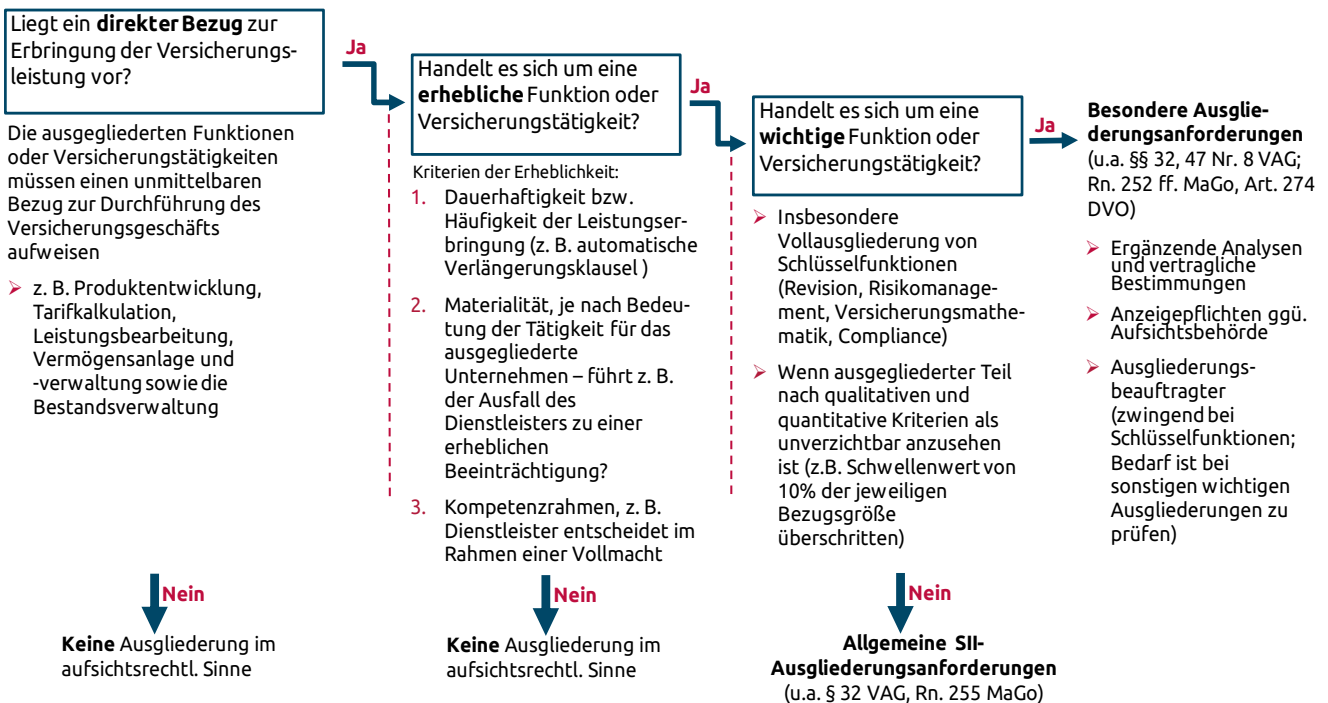 Liegt ein direkter Bezug zur
Erbringung der Versicherungs-
leistung vor?
Die ausgegliederten Funktionen
oder Versicherungstätigkeiten
müssen einen unmittelbaren
Bezug zur Durchführung des
Versicherungsgeschäfts
aufweisen
➢ z. B. Produktentwicklung,
Tarifkalkulation,
Leistungsbearbeitung,
Vermögensanlage und
-verwaltung sowie die
Bestandsverwaltung
Nein
Keine Ausgliederung im
aufsichtsrechtl. Sinne
Ja
Handelt es sich um eine
erhebliche Funktion oder
Versicherungstätigkeit?
Kriterien der Erheblichkeit:
1. Dauerhaftigkeit bzw.
Häufigkeit der Leistungser-
bringung (z. B. automatische
Verlängerungsklausel )
2. Materialität, je nach Bedeu-
tung der Tätigkeit für das
ausgegliederte
Unternehmen – führt z. B.
der Ausfall des
Dienstleisters zu einer
erheblichen
Beeinträchtigung?
3. Kompetenzrahmen, z. B.
Dienstleister entscheidet im
Rahmen einer Vollmacht
Nein
Keine Ausgliederung im
aufsichtsrechtl. Sinne
Ja
Handelt es sich um eine
wichtige Funktion oder
Versicherungstätigkeit?
➢ Insbesondere
Vollausgliederung von
Schlüsselfunktionen
(Revision, Risikomanage-
ment, Versicherungsmathe-
matik, Compliance)
➢ Wenn ausgegliederter Teil
nach qualitativen und
quantitative Kriterien als
unverzichtbar anzusehen
ist (z.B. Schwellenwert von
10% der jeweiligen
Bezugsgröße
überschritten)
Nein
Allgemeine SII-
Ausgliederungsanforderungen
(u.a. § 32 VAG, Rn. 255 MaGo)
Ja
Besondere Ausglie-
derungsanforderungen
(u.a. §§ 32, 47 Nr. 8 VAG;
Rn. 252 ff. MaGo, Art. 274
DVO)
➢ Ergänzende Analysen
und vertragliche
Bestimmungen
➢ Anzeigepflichten ggü.
Aufsichtsbehörde
➢ Ausgliederungs-
beauftragter
(zwingend bei
Schlüsselfunktionen;
Bedarf ist bei
sonstigen wichtigen
Ausgliederungen zu
prüfen)